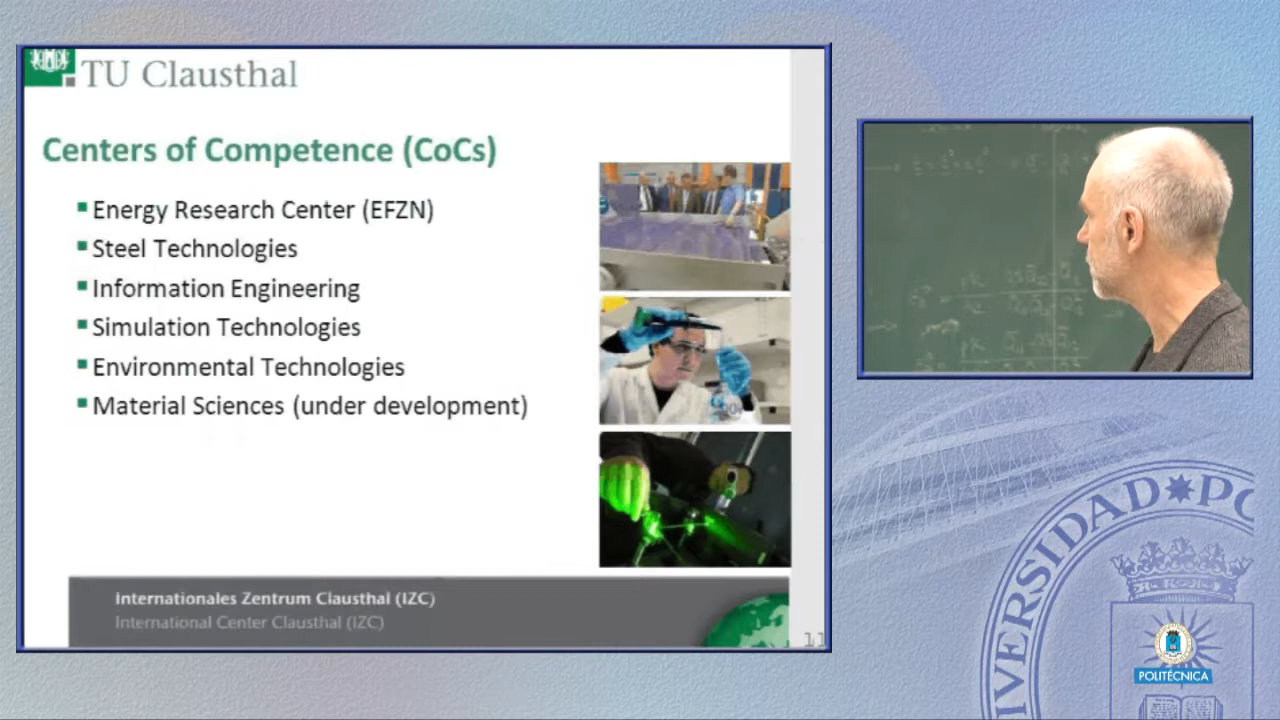 TU Clausthal
Centers of Competence (CoCs)
Energy Research Center (EFZN)
Steel Technologies
Information Engineering
Simulation Technologies
Environmental Technologies
Material Sciences (under development)
Internationales Zentrum Clausthal (IZC)
International Center Clausthal (IZC)
11
UNIVERSIDAD PO
POLITÉCNICA